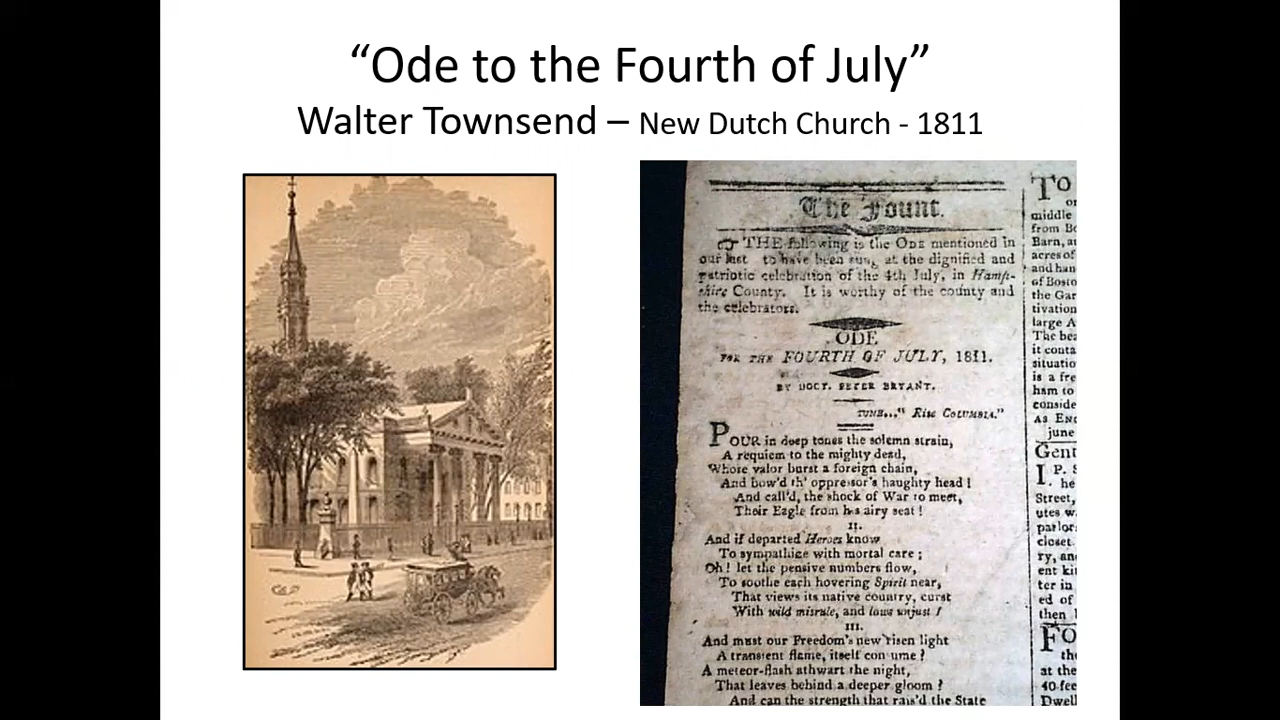 “Ode to the Fourth of July”
Walter Townsend – New Dutch Church - 1811
The Fount.
THE following is the ODE mentioned in
our last to have been sung at the dignified and
patriotic celebration of the 4th July, in Hamp-
shire County. It is worthy of the county and
the celebrators.
ODE
FOR THE FOURTH OF JULY, 1811.
BY DOCT. PETER BRYANT.
TUNE..." RISE COLUMBIA."
POUR in deep tones the solemn strain,
A requiem to the mighty dead,
Whose valor burst a foreign chain,
And bow'd th' oppressor's haughty head !
And call'd, the shock of War to meet,
Their Eagle from his airy seat !
II.
And if departed Heroes know
To sympathize with mortal care ;
Oh ! let the pensive numbers flow,
To soothe each hovering Spirit near,
That views its native country, curst
With wild misrule, and laws unjust !
III.
And must our Freedom's new risen light
A transient flame, itself consume ?
A meteor-flash athwart the night,
That leaves behind a deeper gloom ?
And can the strength that rais'd the State
TO
middle
from Bo
Barn, a
acres of
and han
of Bosto
the Gar
tivation
large A
The bea
it conta
situatio
is a fre
ham to
conside
AS EN
june
Gent
I. P. S
he
Street,
utes w
parlor
closet.
ry, an
ent kit
ter in
ed of
then
FO
the
at the
40 fee
Dwell